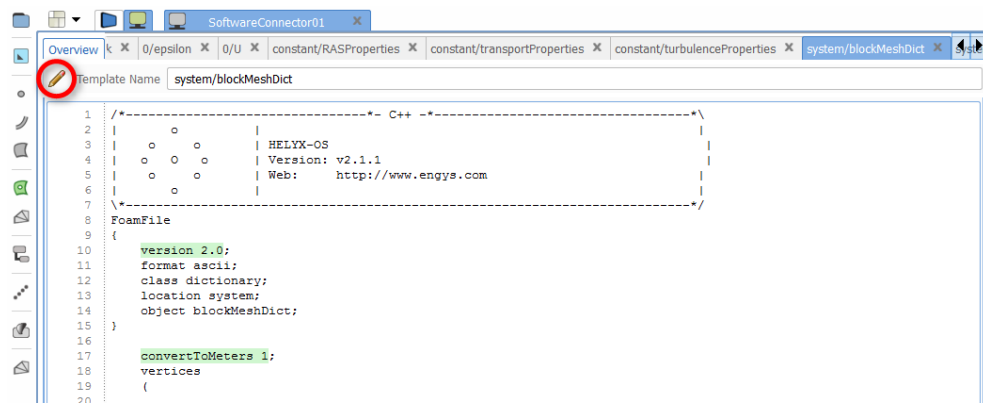 SoftwareConnector01
Overview k 0/epsilon 0/U constant/RASProperties constant/transportProperties constant/turbulenceProperties system/blockMeshDict syste
Template Name system/blockMeshDict
1 /*--------------------------------*- C++ -*----------------------------------*\
2 | o | |
3 | o o | HELYX-OS |
4 | o O o | Version: v2.1.1 |
5 | o o | Web: http://www.engys.com |
6 | o | |
7 \*---------------------------------------------------------------------------*/
8 FoamFile
9 {
10 version 2.0;
11 format ascii;
12 class dictionary;
13 location system;
14 object blockMeshDict;
15 }
16
17 convertToMeters 1;
18 vertices
19 (
20